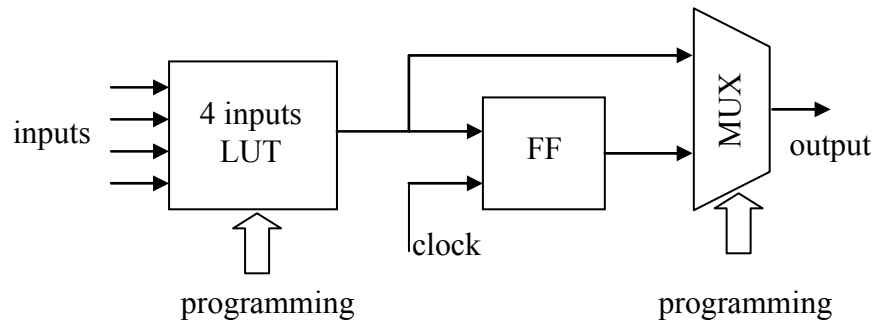 inputs
4 inputs
LUT
FF
clock
MUX
output
programming
programming